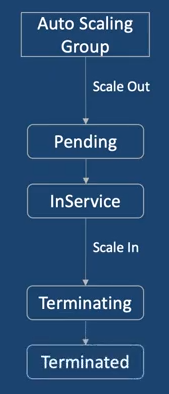 Auto Scaling
Group
Scale Out
Pending
InService
Scale In
Terminating
Terminated